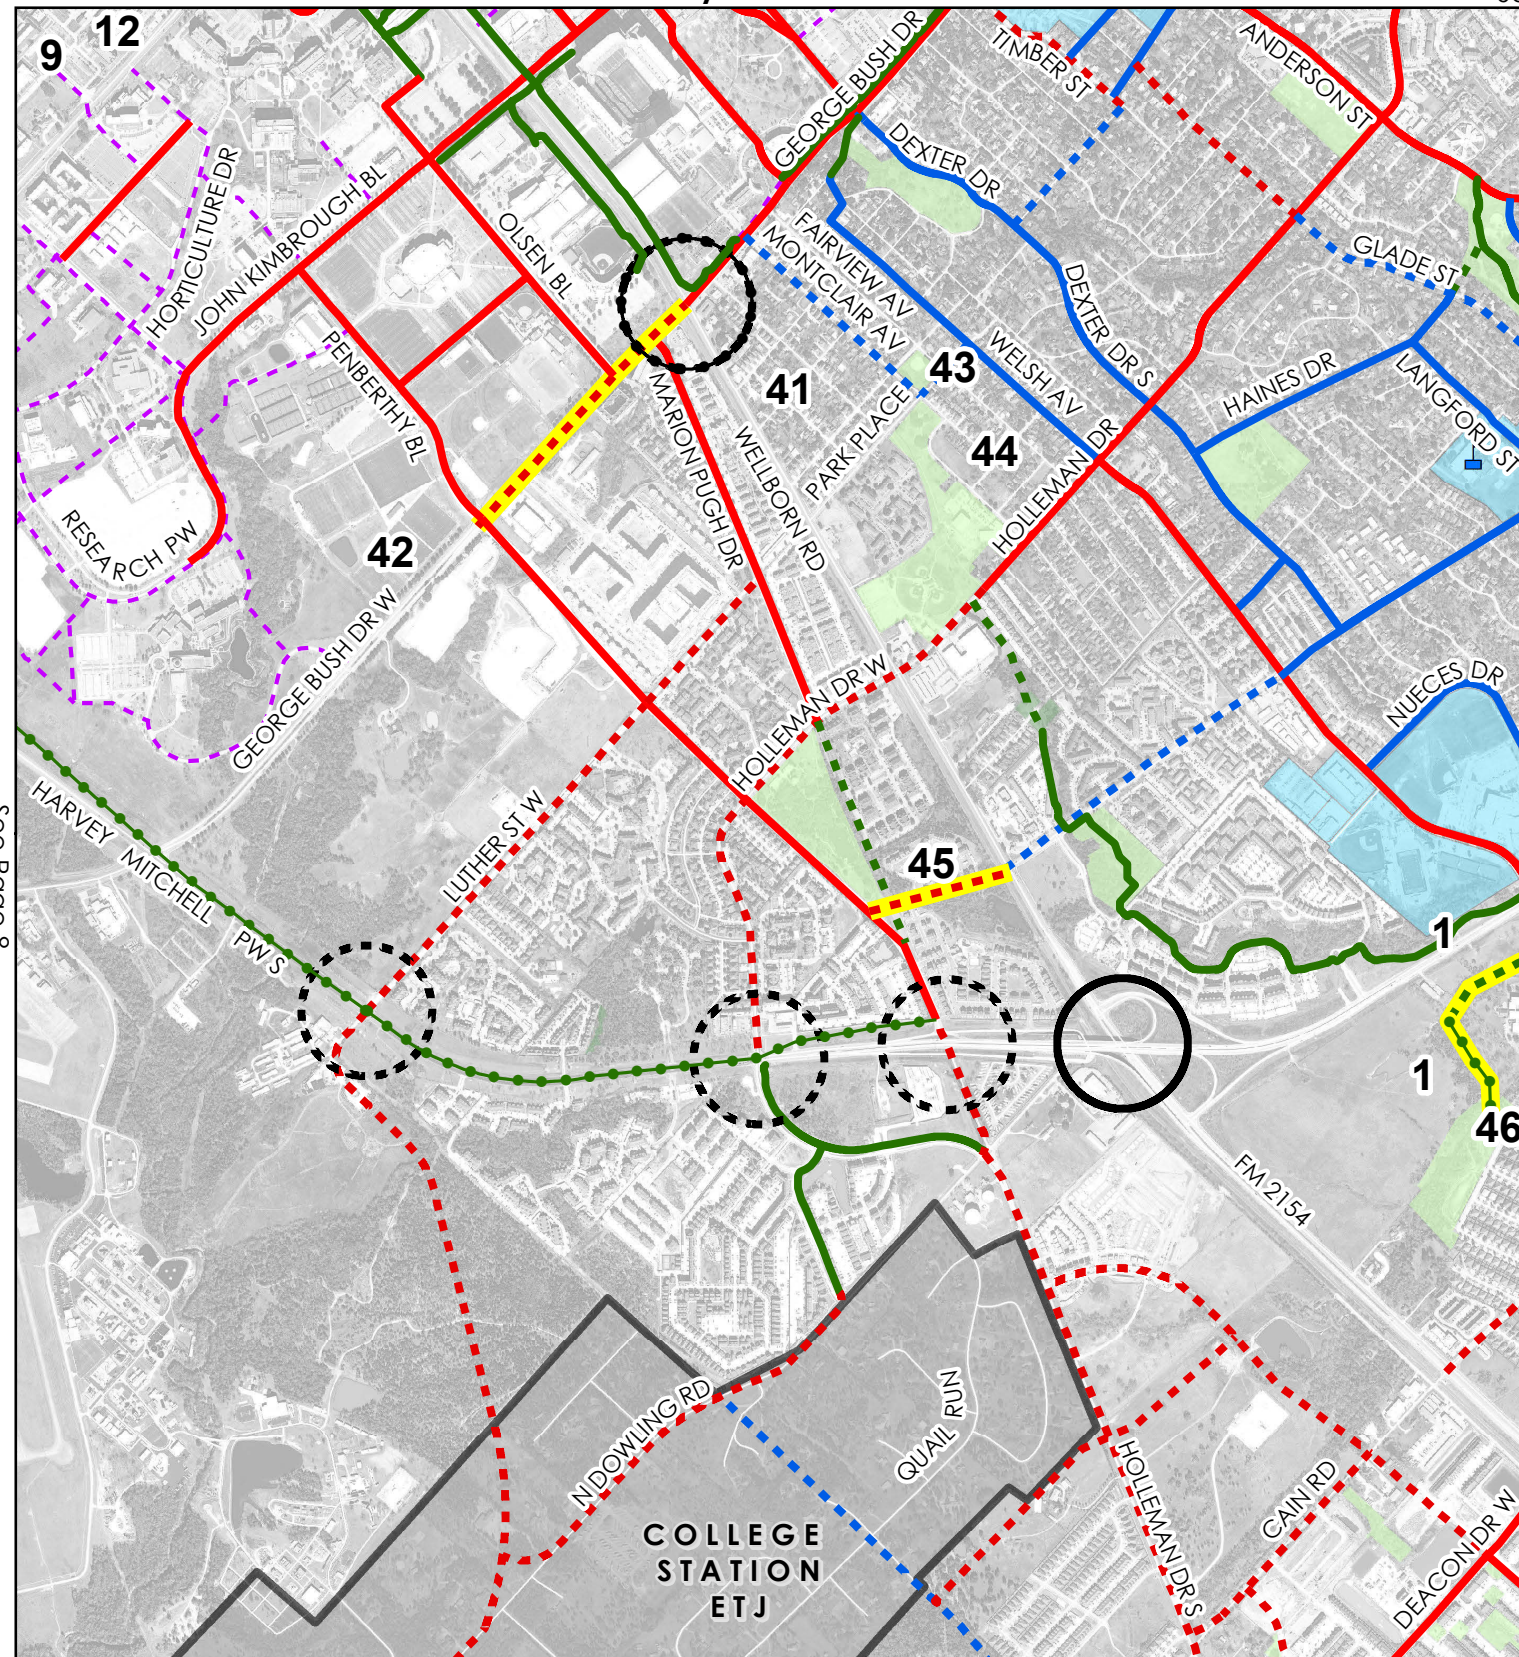 9
12
TIMBER ST
ANDERSON ST
GEORGE BUSH DR
DEXTER DR
HORTICULTURE DR
JOHN KIMBROUGH BL
OLSEN BL
FAIRVIEW AV
MONTCLAIR AV
GLADE ST
DEXTER DR S
PENBERTHY BL
WELSH AV
HAINES DR
LANGFORD ST
41
43
MARION PUGH DR
WELLBORN RD
PARK PLACE
44
HOLLEMAN DR
RESEARCH PW
42
GEORGE BUSH DR W
HOLLEMAN DR W
NUECES DR
HARVEY MITCHELL PW S
LUTHER ST W
45
1
1
46
FM 2154
N DOWLING RD
QUAIL RUN
HOLLEMAN DR S
CAIN RD
DEACON DR W
COLLEGE
STATION
ETJ